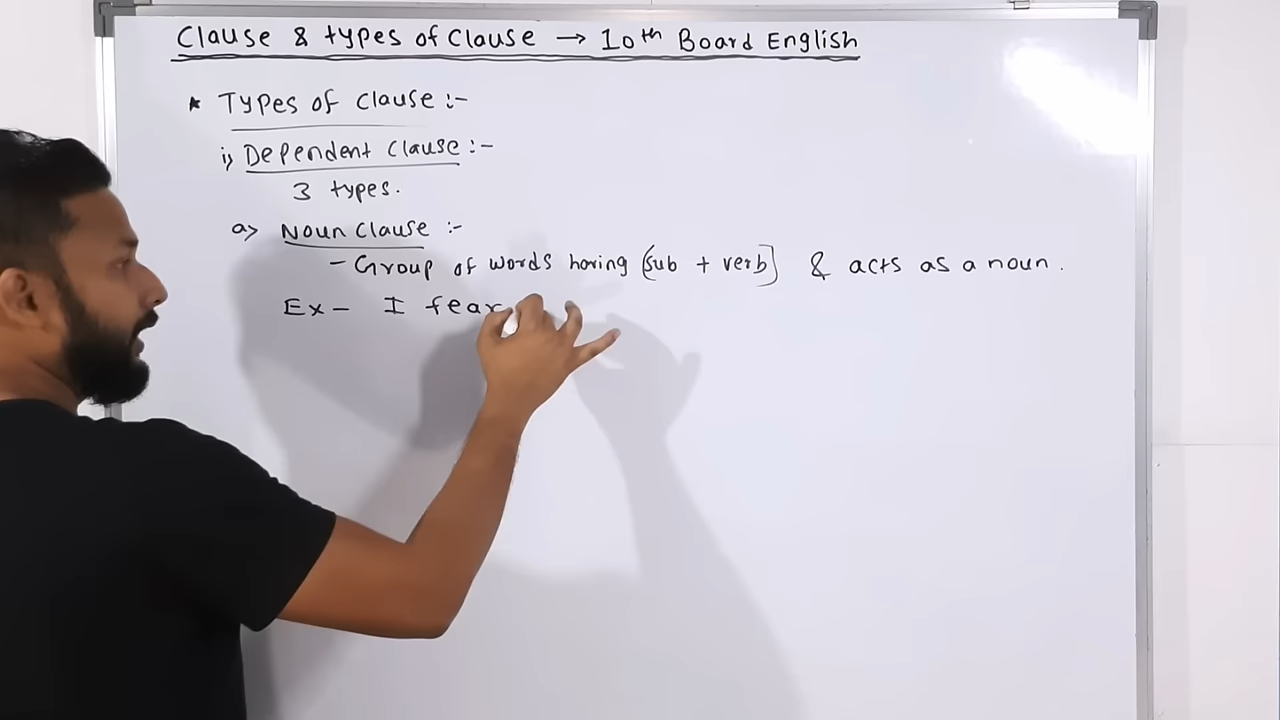 Clause & types of Clause → 10th Board English
* Types of Clause :-
i) Dependent Clause :-
3 types.
a) Noun Clause :-
- Group of words having [sub + verb] & acts as a noun.
Ex - I fear